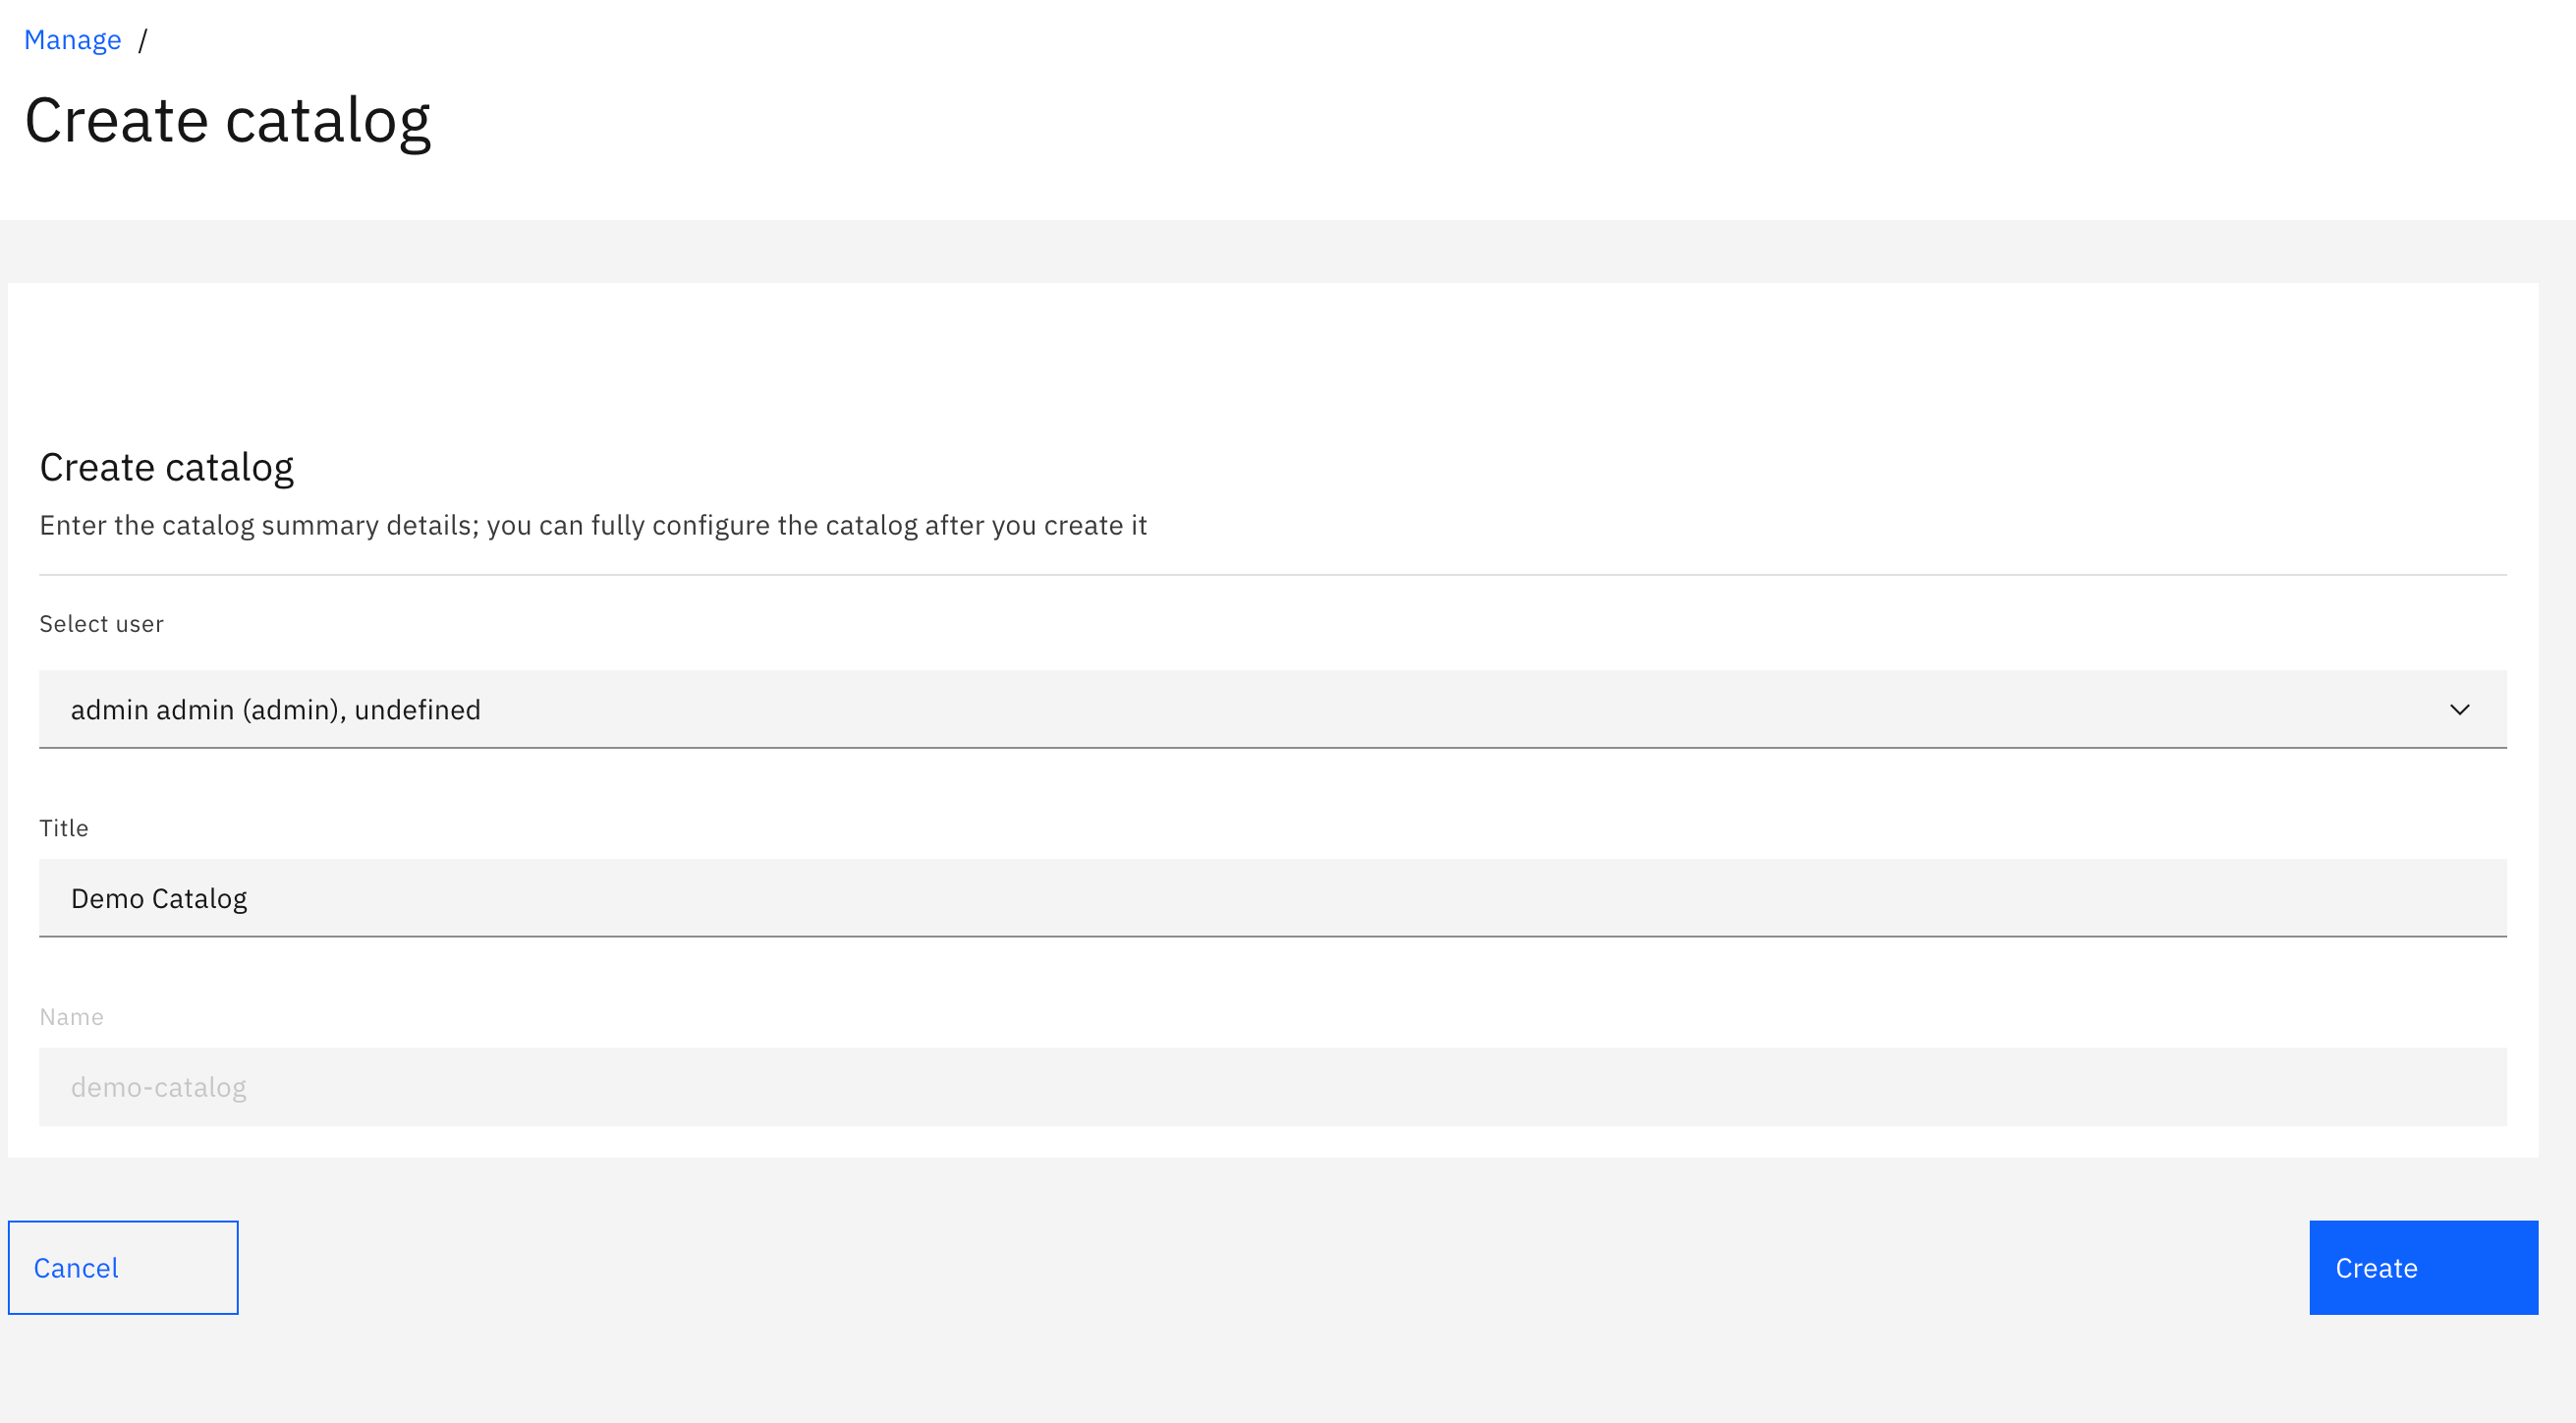 Manage /
Create catalog
Create catalog
Enter the catalog summary details; you can fully configure the catalog after you create it
Select user
admin admin (admin), undefined
Title
Demo Catalog
Name
demo-catalog
Cancel
Create